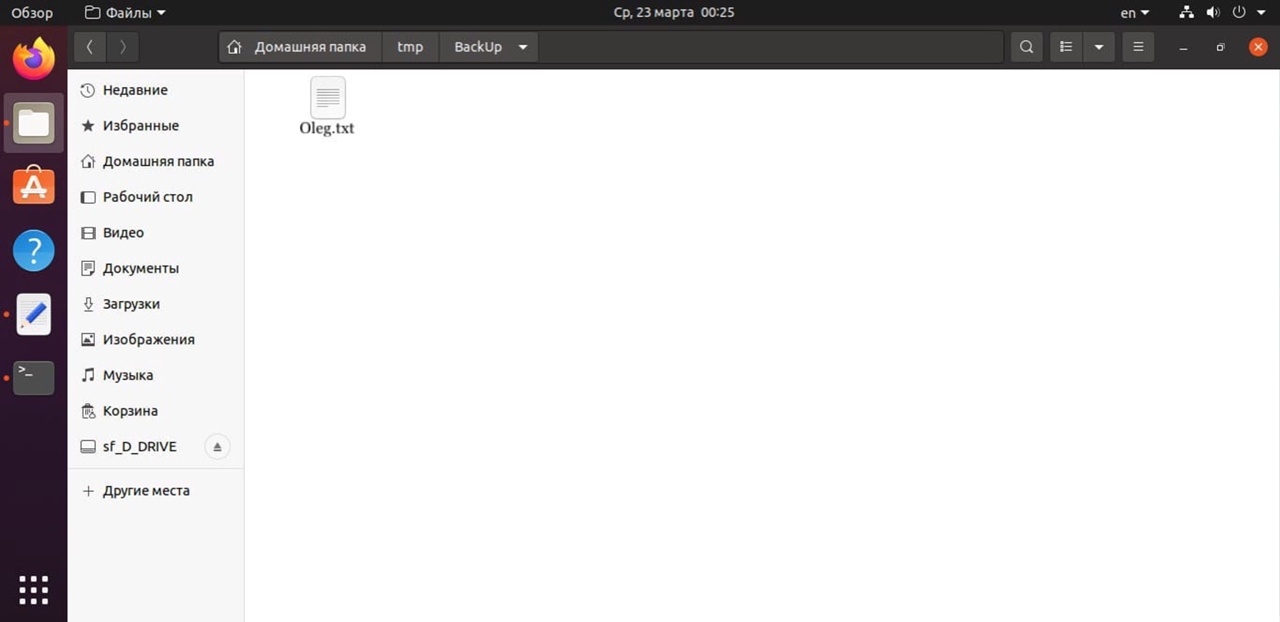 Обзор Файлы Ср, 23 марта 00:25 en
Домашняя папка tmp BackUp
Недавние
Избранные
Домашняя папка
Рабочий стол
Видео
Документы
Загрузки
Изображения
Музыка
Корзина
sf_D_DRIVE
Другие места
Oleg.txt